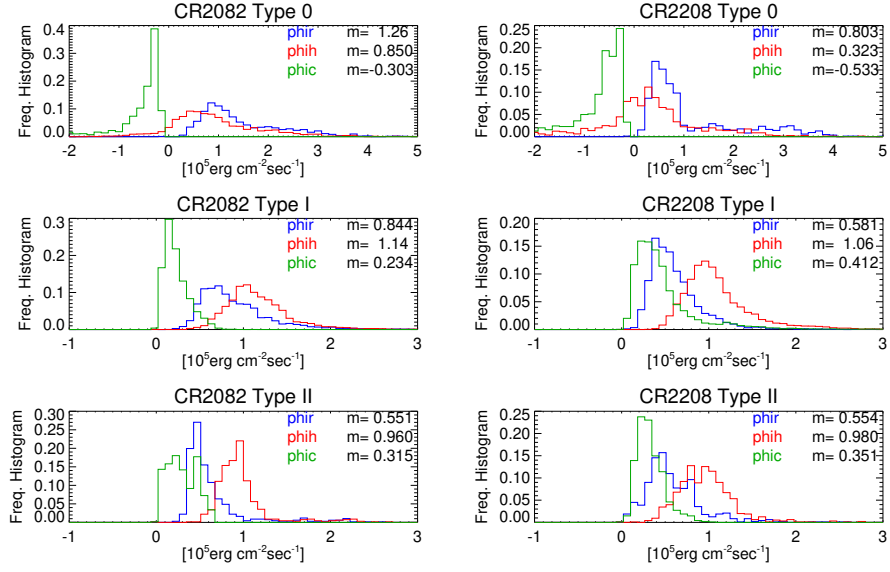 CR2082 Type 0
Freq. Histogram
0.4
0.3
0.2
0.1
0.0
phir m= 1.26
phih m= 0.850
phic m=-0.303
-2 -1 0 1 2 3 4 5
[10⁵erg cm⁻²sec⁻¹]
CR2208 Type 0
Freq. Histogram
0.25
0.20
0.15
0.10
0.05
0.00
phir m= 0.803
phih m= 0.323
phic m=-0.533
-2 -1 0 1 2 3 4 5
[10⁵erg cm⁻²sec⁻¹]
CR2082 Type I
Freq. Histogram
0.3
0.2
0.1
0.0
phir m= 0.844
phih m= 1.14
phic m= 0.234
-1 0 1 2 3
[10⁵erg cm⁻²sec⁻¹]
CR2208 Type I
Freq. Histogram
0.20
0.15
0.10
0.05
0.00
phir m= 0.581
phih m= 1.06
phic m= 0.412
-1 0 1 2 3
[10⁵erg cm⁻²sec⁻¹]
CR2082 Type II
Freq. Histogram
0.30
0.25
0.20
0.15
0.10
0.05
0.00
phir m= 0.551
phih m= 0.960
phic m= 0.315
-1 0 1 2 3
[10⁵erg cm⁻²sec⁻¹]
CR2208 Type II
Freq. Histogram
0.25
0.20
0.15
0.10
0.05
0.00
phir m= 0.554
phih m= 0.980
phic m= 0.351
-1 0 1 2 3
[10⁵erg cm⁻²sec⁻¹]